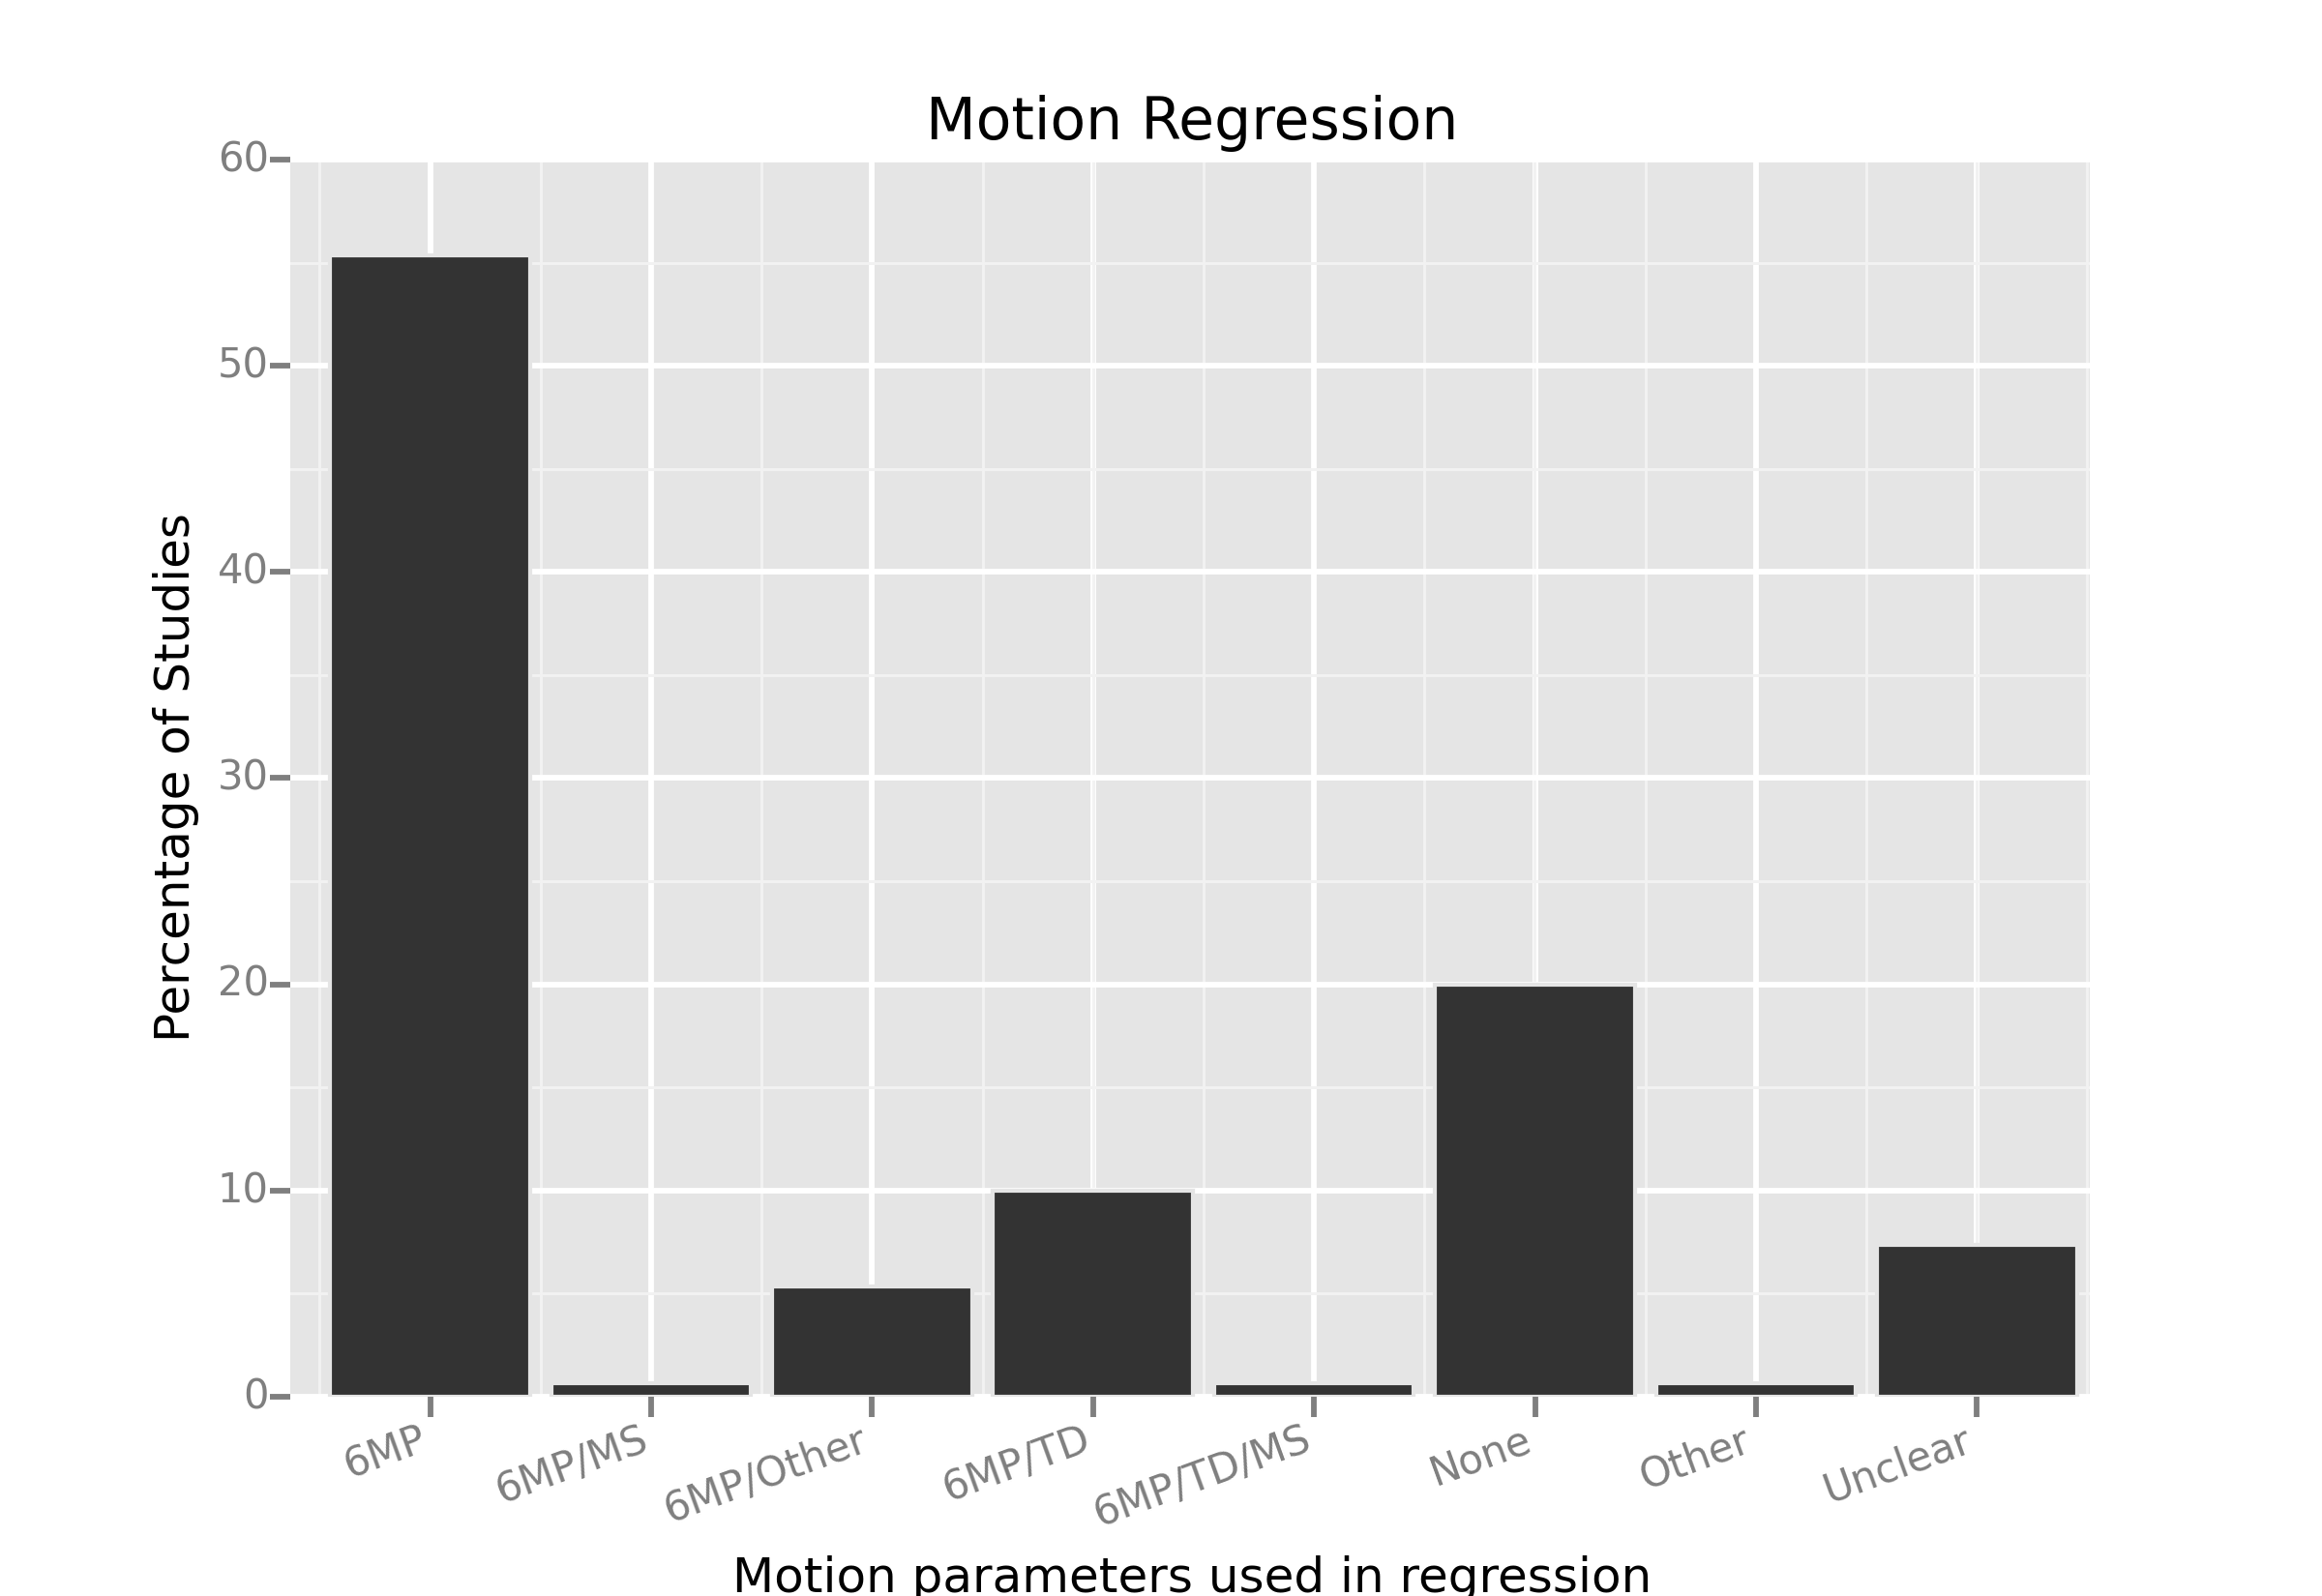 Motion Regression
60
50
40
30
20
10
0
Percentage of Studies
6MP
6MP/MS
6MP/Other
6MP/TD
6MP/TD/MS
None
Other
Unclear
Motion parameters used in regression